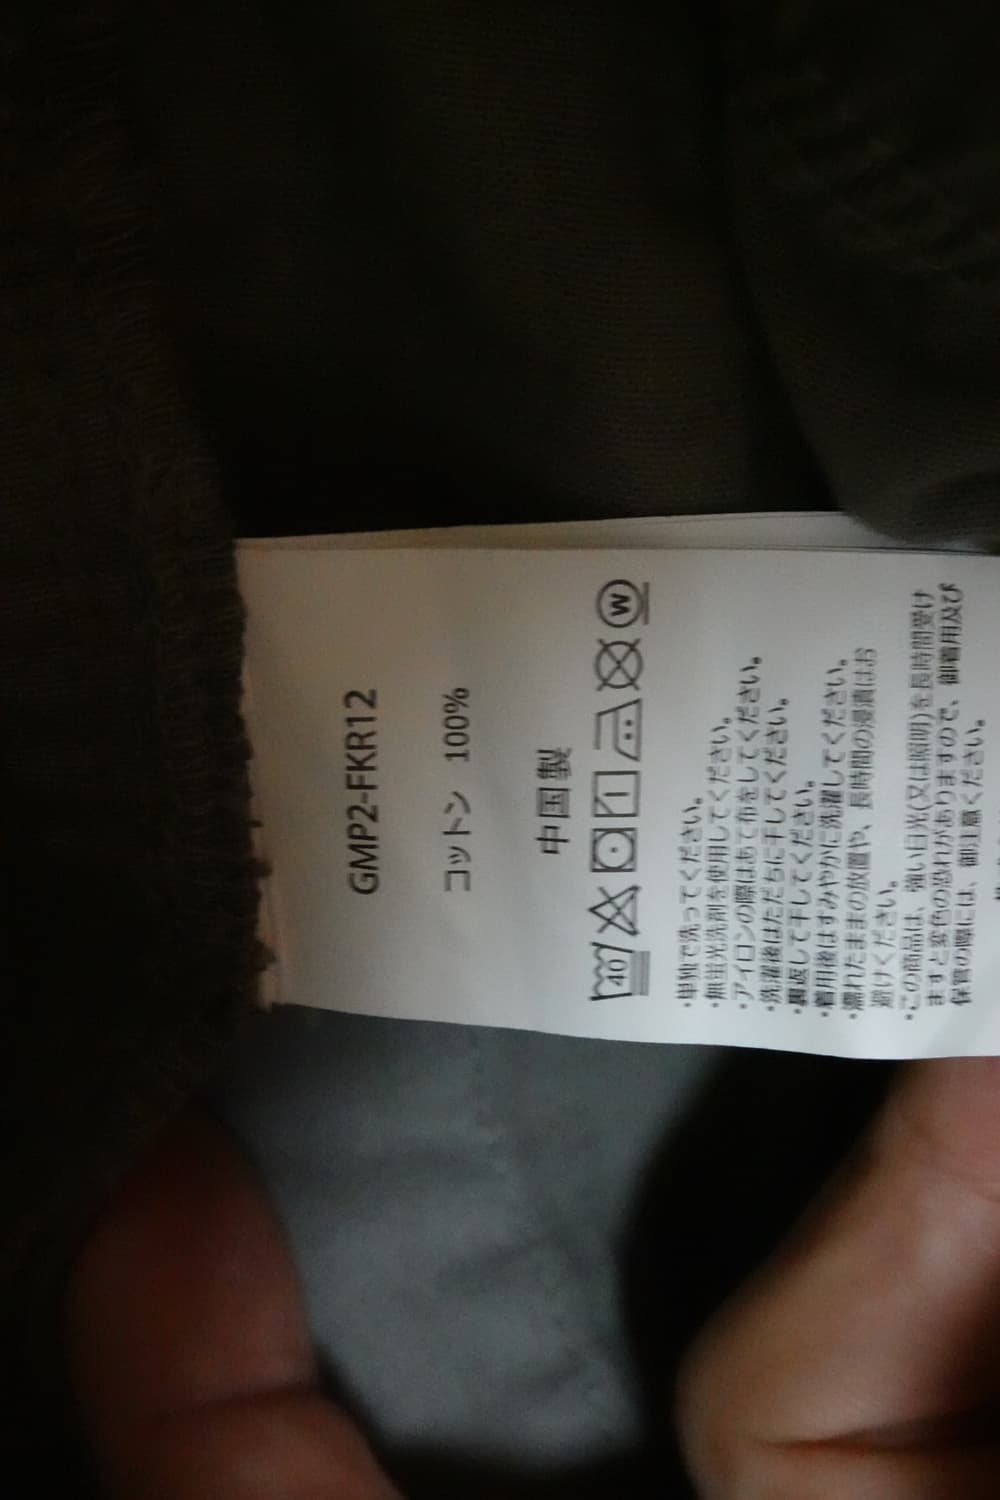 GMP2-FKR12
コットン 100%
中国製
40 W
・単独で洗ってください。
・無蛍光洗剤を使用してください。
・アイロンの際はあて布をしてください。
・洗濯後はただちに干してください。
・裏返して干してください。
・着用後はすみやかに洗濯してください。
・濡れたままの放置や、長時間の浸漬はお
避けください。
・この商品は、強い日光(又は照明)を長時間受け
ますと変色の恐れがありますので、御着用及び
保管の際には、御注意ください。